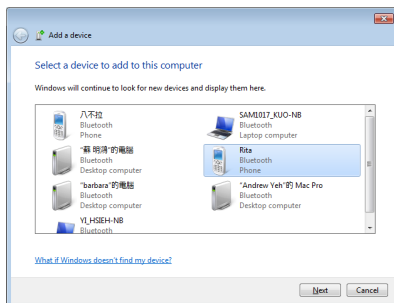 Add a device
Select a device to add to this computer
Windows will continue to look for new devices and display them here.
八不拉
Bluetooth
Phone
SAM1017_KUO-NB
Bluetooth
Laptop computer
"蘇 明鴻"的電腦
Bluetooth
Desktop computer
Rita
Bluetooth
Phone
"barbara"的電腦
Bluetooth
Desktop computer
"Andrew Yeh"的 Mac Pro
Bluetooth
Desktop computer
YI_HSIEH-NB
Bluetooth
What if Windows doesn't find my device?
Next
Cancel